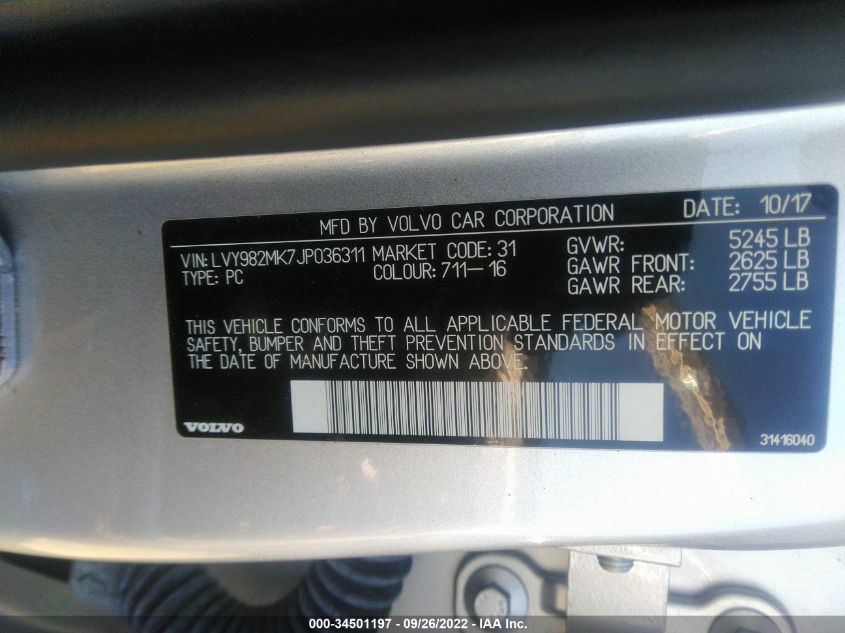 MFD BY VOLVO CAR CORPORATION DATE: 10/17
VIN: LVY982MK7JP036311 MARKET CODE: 31 GVWR: 5245 LB
TYPE: PC COLOUR: 711-16 GAWR FRONT: 2625 LB
GAWR REAR: 2755 LB
THIS VEHICLE CONFORMS TO ALL APPLICABLE FEDERAL MOTOR VEHICLE
SAFETY, BUMPER AND THEFT PREVENTION STANDARDS IN EFFECT ON
THE DATE OF MANUFACTURE SHOWN ABOVE.
VOLVO 31416040
000-34501197 - 09/26/2022 - IAA Inc.